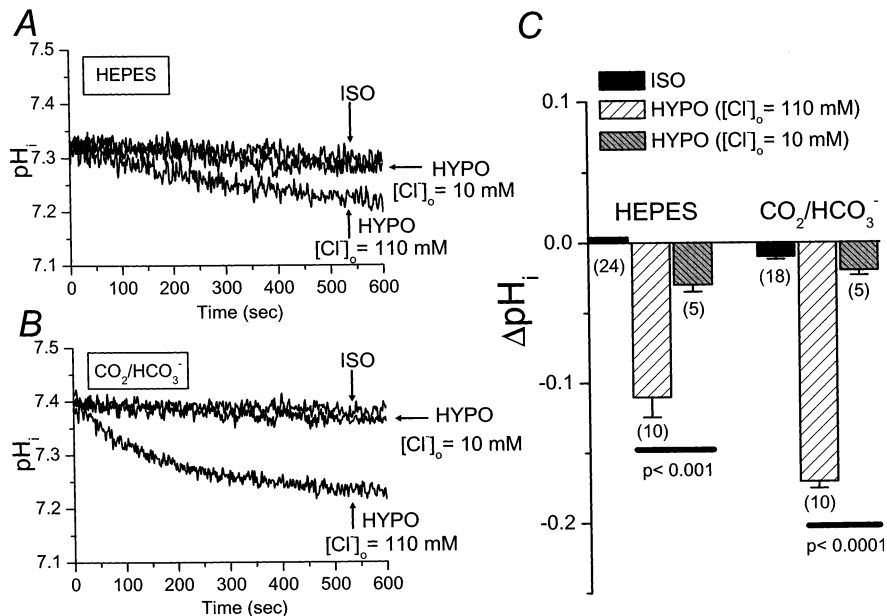 A
7.5
HEPES
7.4
ISO
7.3
HYPO
[Cl⁻]ₒ= 10 mM
7.2
HYPO
[Cl⁻]ₒ= 110 mM
7.1
pHᵢ
0 100 200 300 400 500 600
Time (sec)
B
7.5
CO₂/HCO₃⁻
ISO
7.4
HYPO
[Cl⁻]ₒ= 10 mM
7.3
7.2
HYPO
[Cl⁻]ₒ= 110 mM
7.1
pHᵢ
0 100 200 300 400 500 600
Time (sec)
C
ISO
HYPO ([Cl⁻]ₒ= 110 mM)
HYPO ([Cl⁻]ₒ= 10 mM)
0.1
HEPES
CO₂/HCO₃⁻
0.0
(24)
(18)
(5)
(5)
ΔpHᵢ
-0.1
(10)
p< 0.001
(10)
-0.2
p< 0.0001